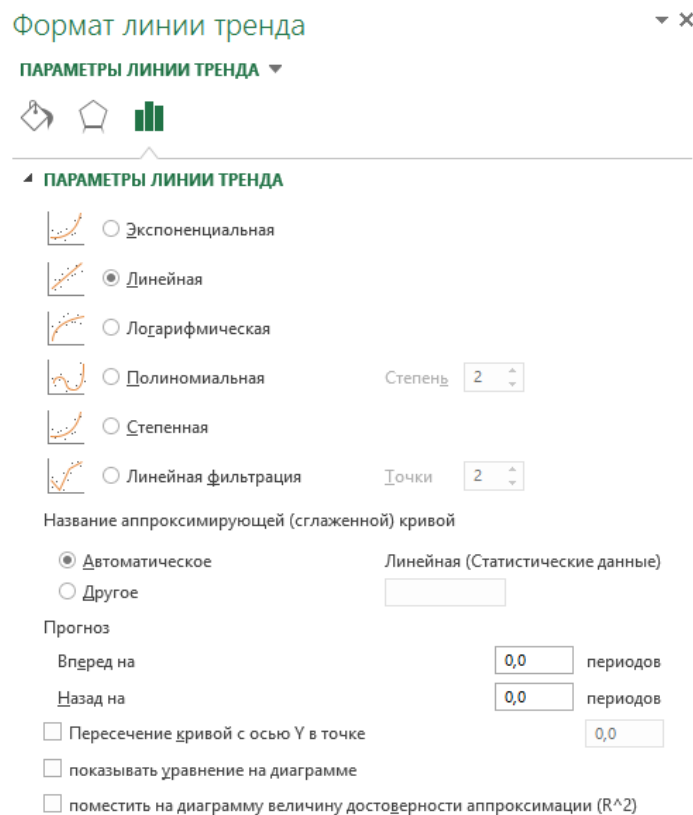 Формат линии тренда
ПАРАМЕТРЫ ЛИНИИ ТРЕНДА
ПАРАМЕТРЫ ЛИНИИ ТРЕНДА
Экспоненциальная
Линейная
Логарифмическая
Полиномиальная Степень 2
Степенная
Линейная фильтрация Точки 2
Название аппроксимирующей (сглаженной) кривой
Автоматическое Линейная (Статистические данные)
Другое
Прогноз
Вперед на 0,0 периодов
Назад на 0,0 периодов
Пересечение кривой с осью Y в точке 0,0
показывать уравнение на диаграмме
поместить на диаграмму величину достоверности аппроксимации (R^2)